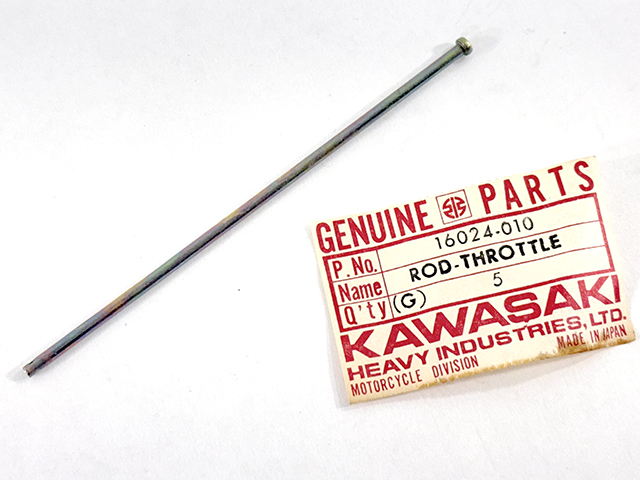 GENUINE PARTS
P.No. 16024-010
Name ROD-THROTTLE
Q'ty (G) 5
KAWASAKI
HEAVY INDUSTRIES, LTD.
MOTORCYCLE DIVISION MADE IN JAPAN